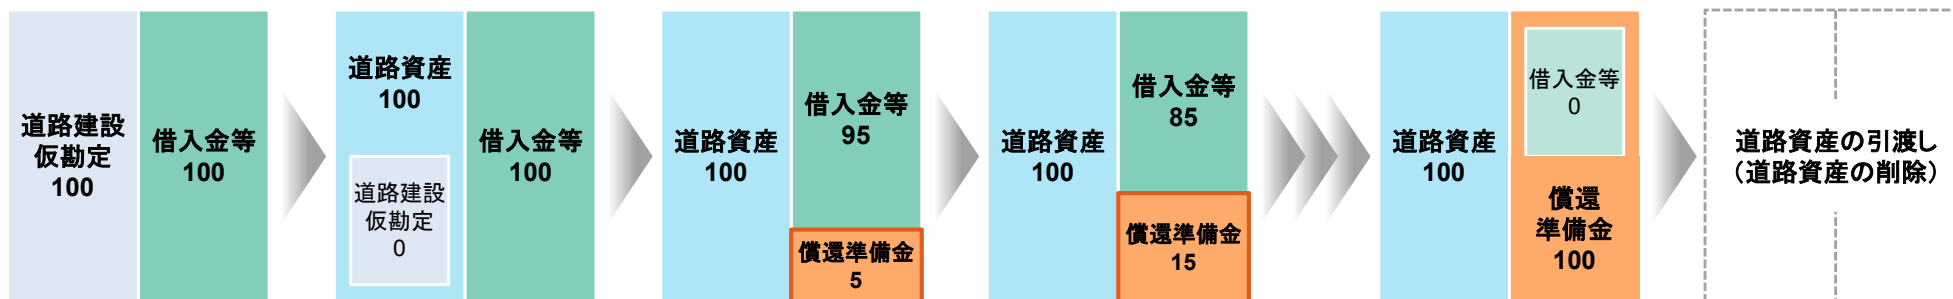 道路建設
仮勘定
100
借入金等
100
道路資産
100
道路建設
仮勘定
0
借入金等
100
道路資産
100
借入金等
95
償還準備金
5
道路資産
100
借入金等
85
償還準備金
15
道路資産
100
借入金等
0
償還
準備金
100
道路資産の引渡し
（道路資産の削除）